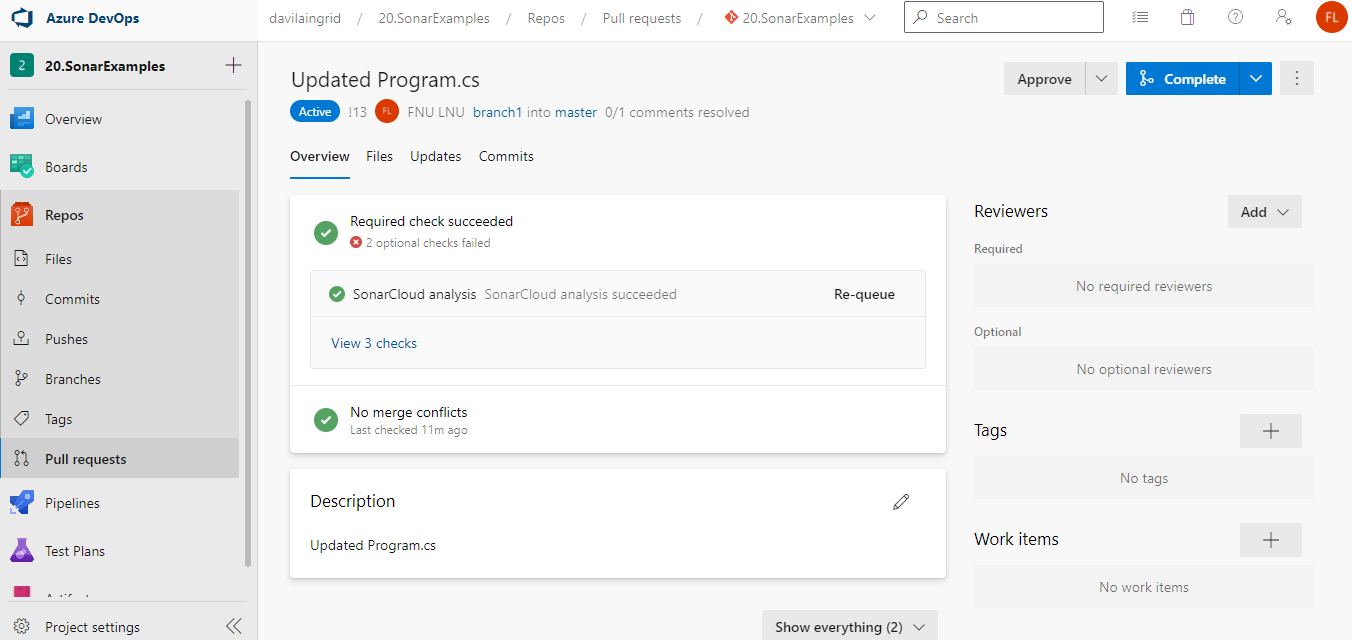 Azure DevOps
davilaingrid / 20.SonarExamples / Repos / Pull requests / 20.SonarExamples
Search
FL
2 20.SonarExamples
Overview
Boards
Repos
Files
Commits
Pushes
Branches
Tags
Pull requests
Pipelines
Test Plans
Project settings
Updated Program.cs
Approve
Complete
Active !13 FL FNU LNU branch1 into master 0/1 comments resolved
Overview Files Updates Commits
Required check succeeded
2 optional checks failed
SonarCloud analysis SonarCloud analysis succeeded Re-queue
View 3 checks
No merge conflicts
Last checked 11m ago
Description
Updated Program.cs
Show everything (2)
Reviewers
Add
Required
No required reviewers
Optional
No optional reviewers
Tags
No tags
Work items
No work items